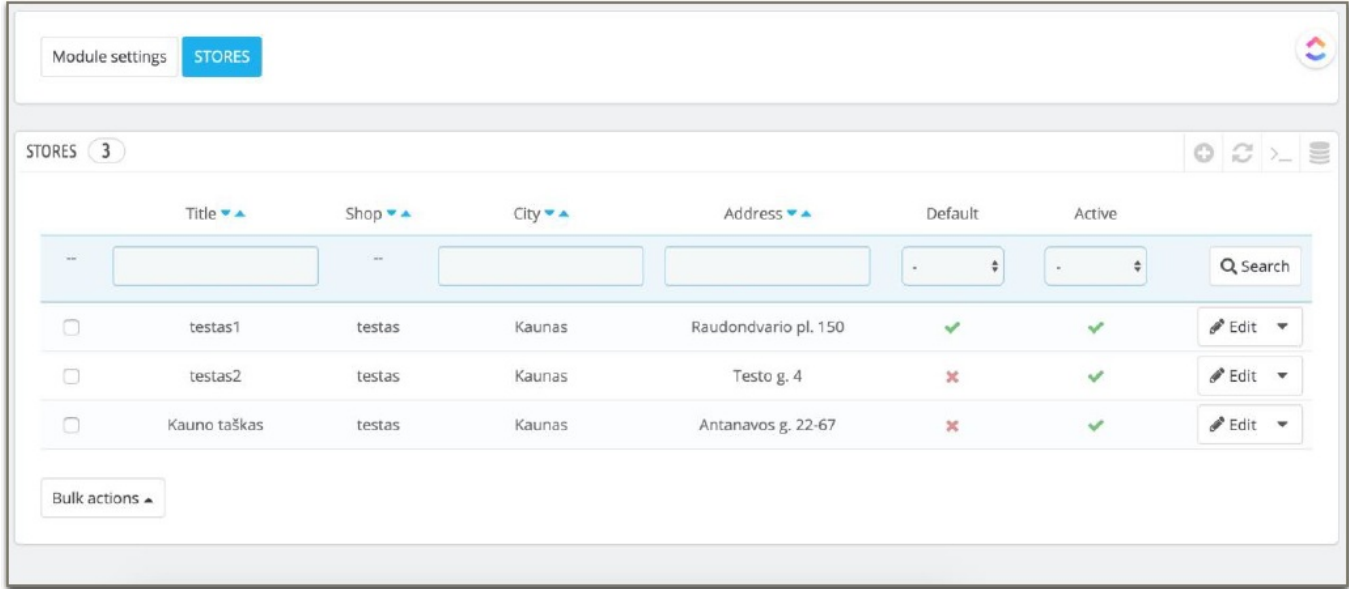 Module settings STORES
STORES 3
>_
Title Shop City Address Default Active
-- -- - - Search
testas1 testas Kaunas Raudondvario pl. 150 Edit
testas2 testas Kaunas Testo g. 4 Edit
Kauno taškas testas Kaunas Antanavos g. 22-67 Edit
Bulk actions